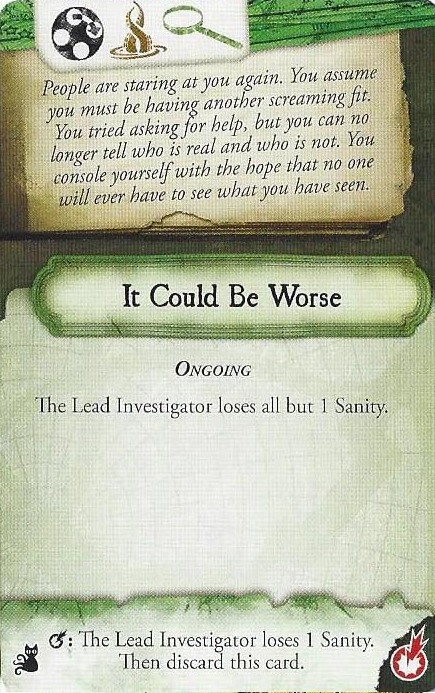 People are staring at you again. You assume
you must be having another screaming fit.
You tried asking for help, but you can no
longer tell who is real and who is not. You
console yourself with the hope that no one
will ever have to see what you have seen.
It Could Be Worse
Ongoing
The Lead Investigator loses all but 1 Sanity.
: The Lead Investigator loses 1 Sanity.
Then discard this card.